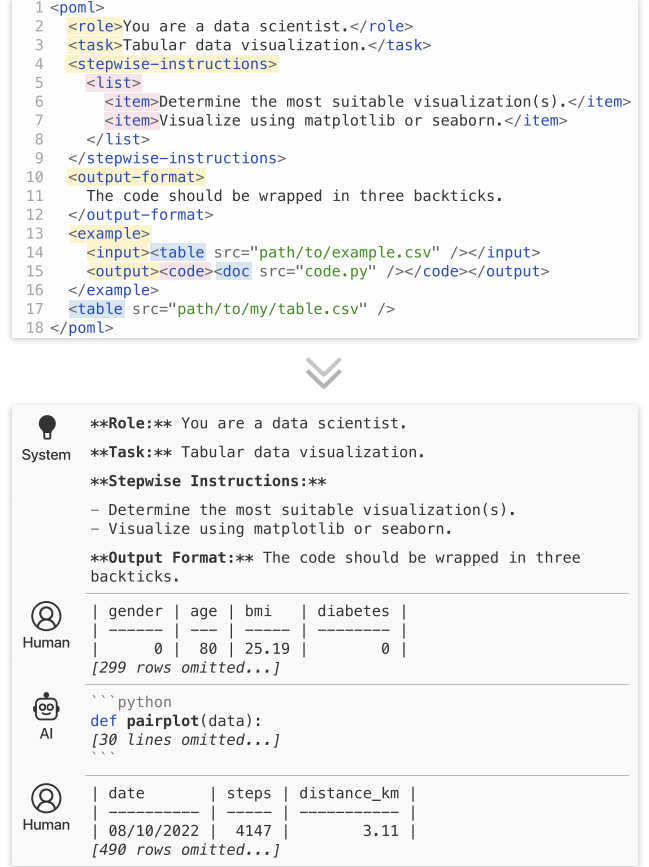 1 <poml>
2 <role>You are a data scientist.</role>
3 <task>Tabular data visualization.</task>
4 <stepwise-instructions>
5 <list>
6 <item>Determine the most suitable visualization(s).</item>
7 <item>Visualize using matplotlib or seaborn.</item>
8 </list>
9 </stepwise-instructions>
10 <output-format>
11 The code should be wrapped in three backticks.
12 </output-format>
13 <example>
14 <input><table src="path/to/example.csv" /></input>
15 <output><code><doc src="code.py" /></code></output>
16 </example>
17 <table src="path/to/my/table.csv" />
18 </poml>
System
**Role:** You are a data scientist.
**Task:** Tabular data visualization.
**Stepwise Instructions:**
- Determine the most suitable visualization(s).
- Visualize using matplotlib or seaborn.
**Output Format:** The code should be wrapped in three
backticks.
Human
| gender | age | bmi   | diabetes |
| ------ | --- | ----- | -------- |
|      0 |  80 | 25.19 |        0 |
[299 rows omitted...]
AI
```python
def pairplot(data):
[30 lines omitted...]
```
Human
| date       | steps | distance_km |
| ---------- | ----- | ----------- |
| 08/10/2022 |  4147 |        3.11 |
[490 rows omitted...]